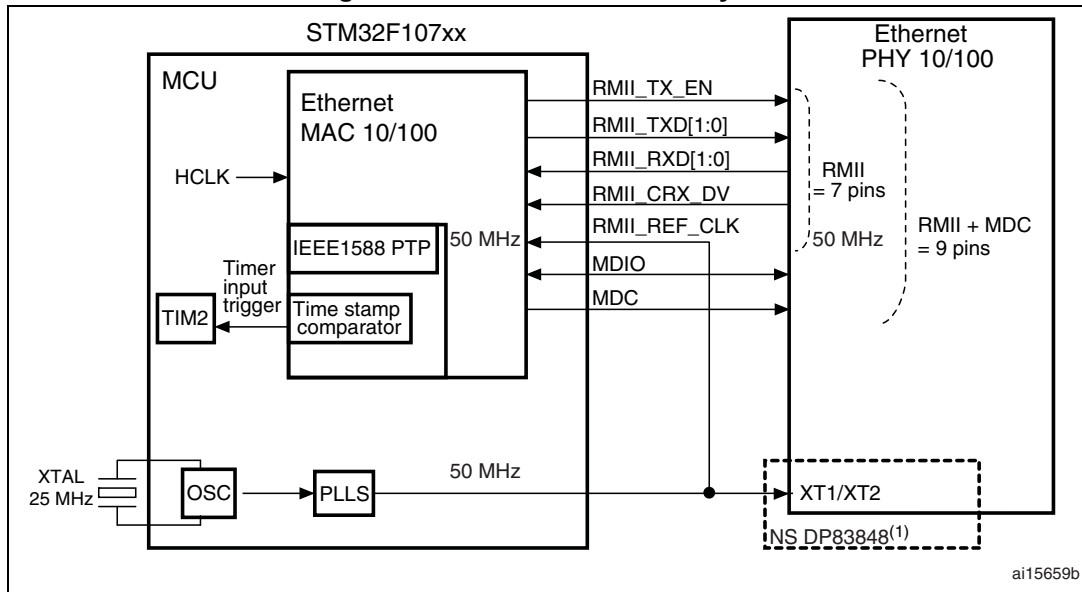 STM32F107xx
MCU
Ethernet
MAC 10/100
HCLK
IEEE1588 PTP
50 MHz
Timer
input
trigger
TIM2
Time stamp
comparator
RMII_TX_EN
RMII_TXD[1:0]
RMII_RXD[1:0]
RMII_CRX_DV
RMII_REF_CLK
MDIO
MDC
Ethernet
PHY 10/100
RMII
= 7 pins
50 MHz
RMII + MDC
= 9 pins
XTAL
25 MHz
OSC
PLLS
50 MHz
XT1/XT2
NS DP83848(1)
ai15659b